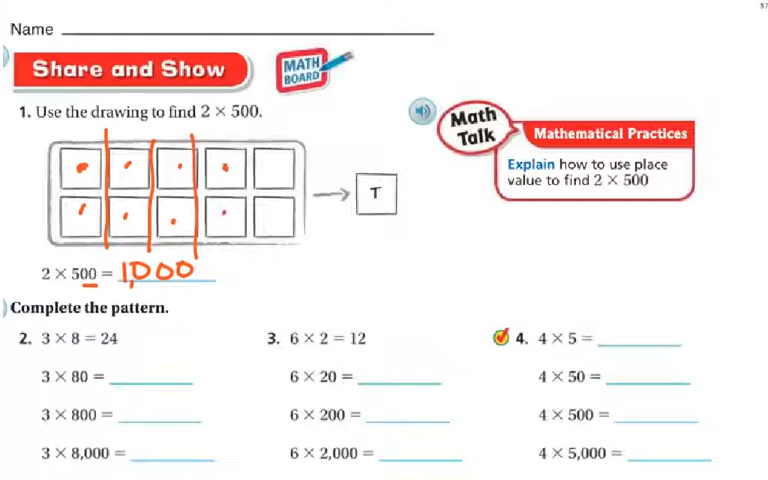 57
Name
Share and Show
MATH BOARD
1. Use the drawing to find 2 × 500.
T
2 × 500 = 1,000
Math Talk
Mathematical Practices
Explain how to use place
value to find 2 × 500
Complete the pattern.
2. 3 × 8 = 24
3 × 80 =
3 × 800 =
3 × 8,000 =
3. 6 × 2 = 12
6 × 20 =
6 × 200 =
6 × 2,000 =
4. 4 × 5 =
4 × 50 =
4 × 500 =
4 × 5,000 =